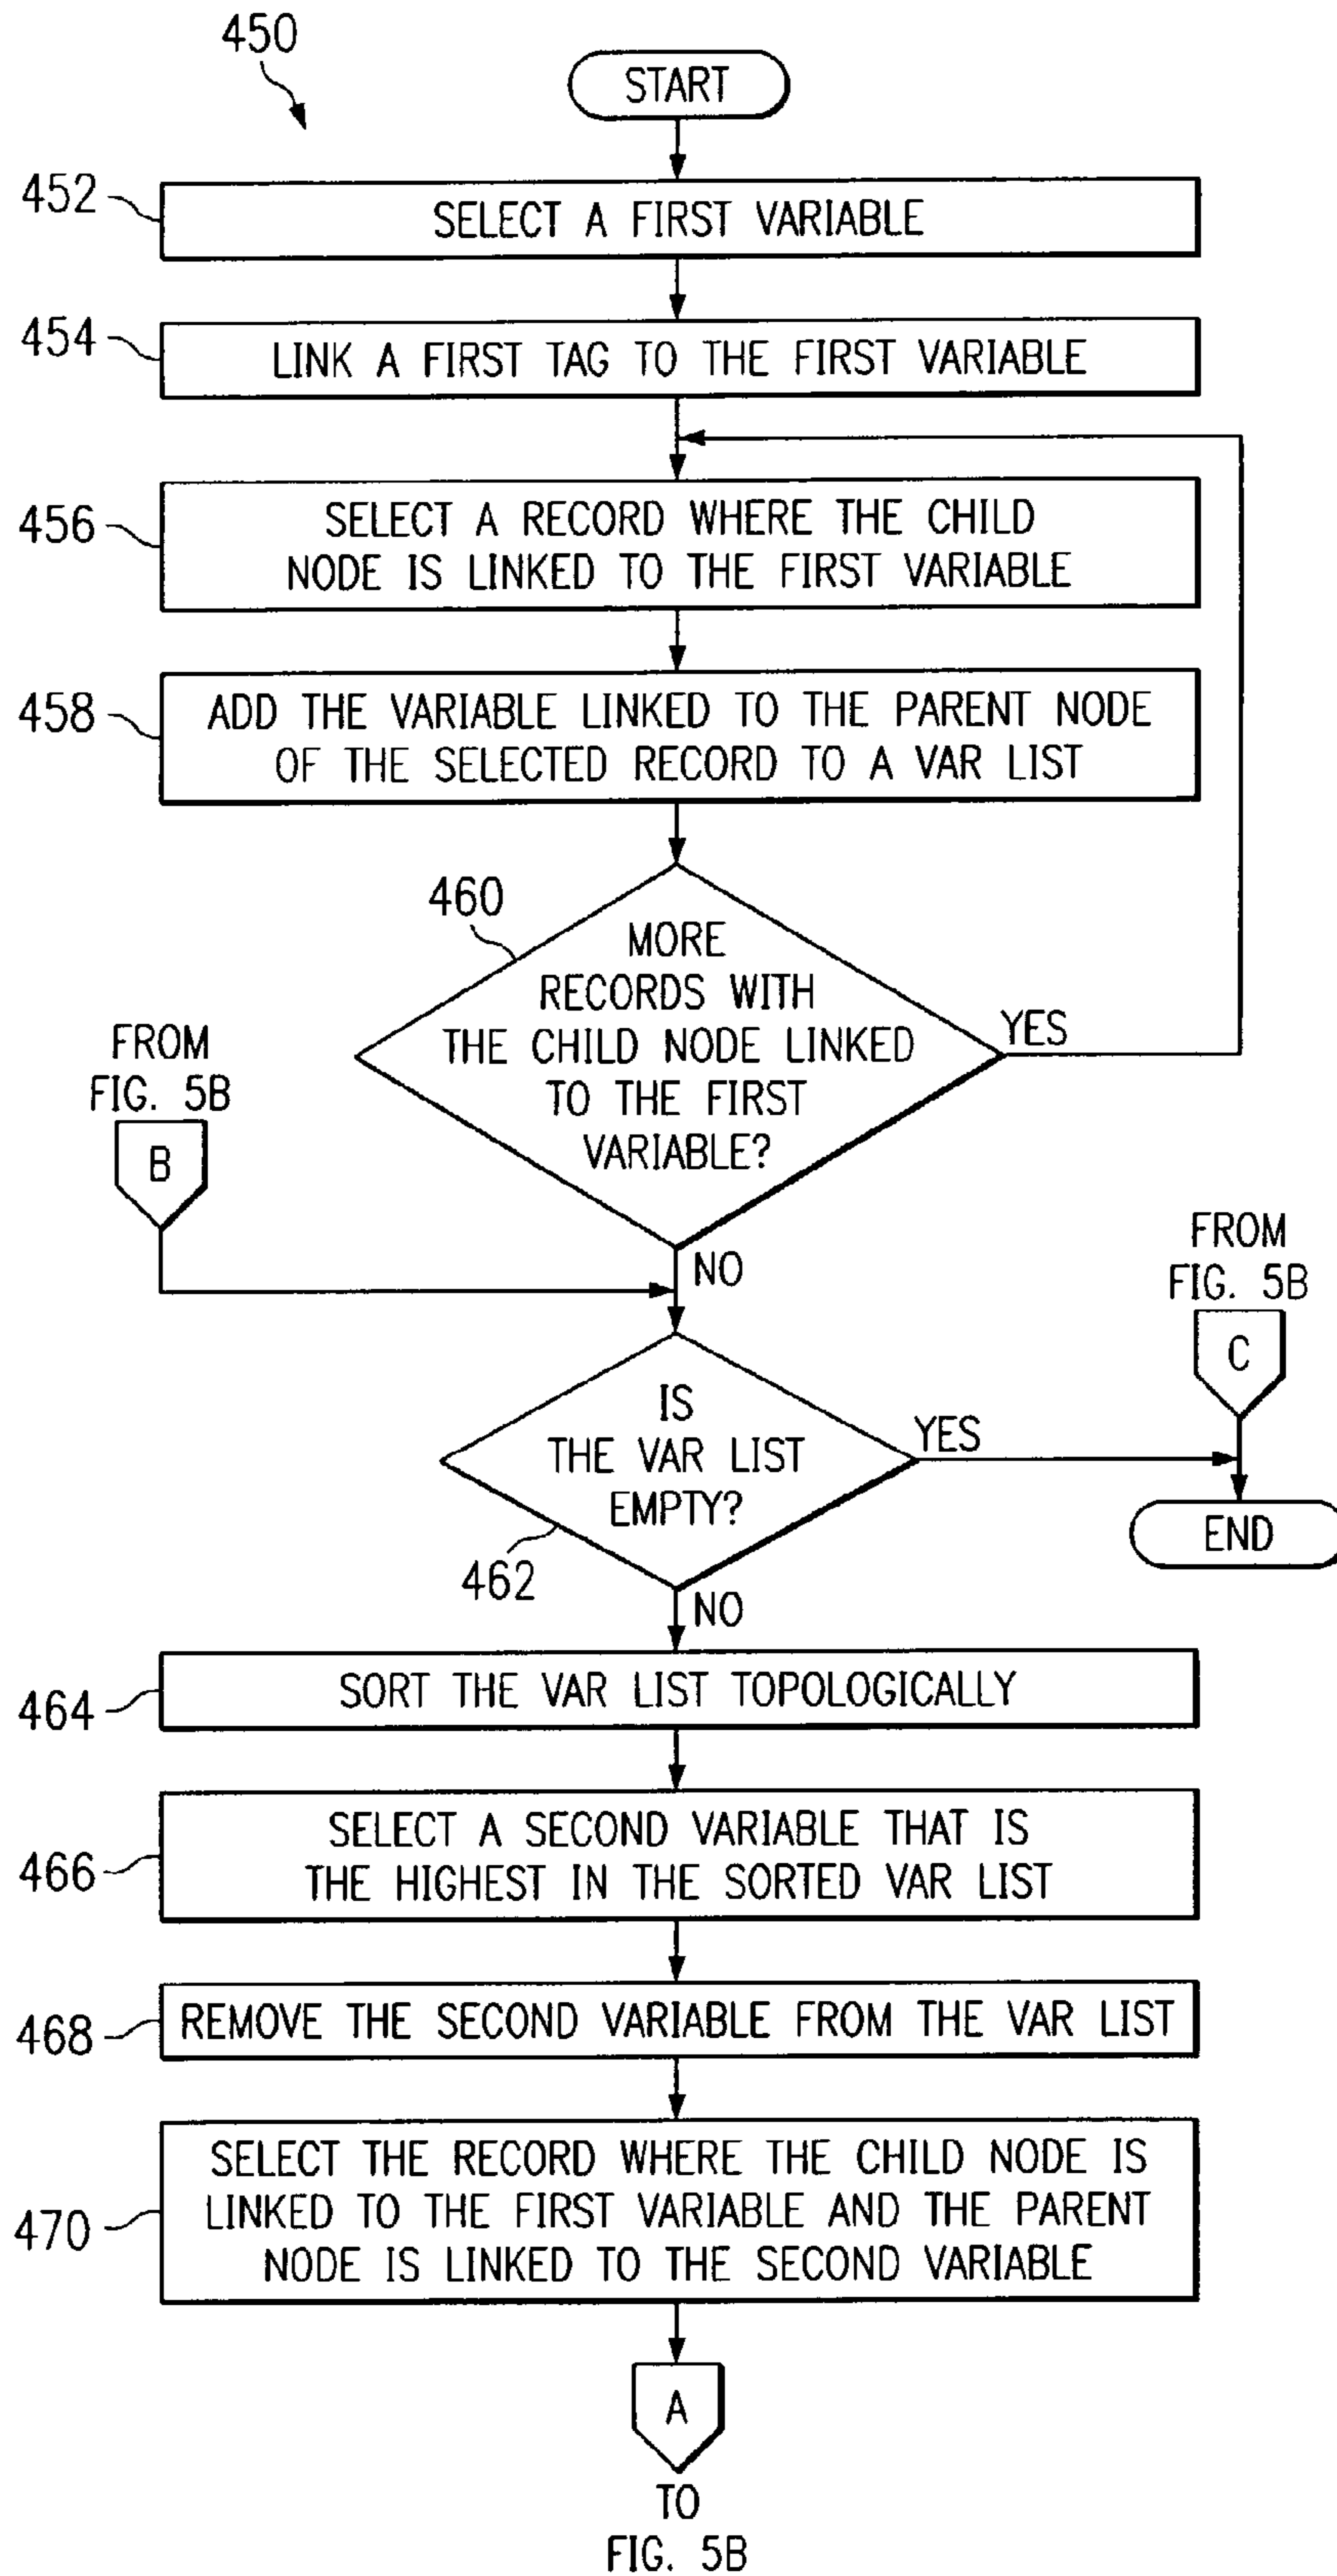 450
START
452
SELECT A FIRST VARIABLE
454
LINK A FIRST TAG TO THE FIRST VARIABLE
456
SELECT A RECORD WHERE THE CHILD
NODE IS LINKED TO THE FIRST VARIABLE
458
ADD THE VARIABLE LINKED TO THE PARENT NODE
OF THE SELECTED RECORD TO A VAR LIST
460
MORE
RECORDS WITH
THE CHILD NODE LINKED
TO THE FIRST
VARIABLE?
YES
FROM
FIG. 5B
B
NO
FROM
FIG. 5B
C
IS
THE VAR LIST
EMPTY?
YES
END
462
NO
464
SORT THE VAR LIST TOPOLOGICALLY
466
SELECT A SECOND VARIABLE THAT IS
THE HIGHEST IN THE SORTED VAR LIST
468
REMOVE THE SECOND VARIABLE FROM THE VAR LIST
470
SELECT THE RECORD WHERE THE CHILD NODE IS
LINKED TO THE FIRST VARIABLE AND THE PARENT
NODE IS LINKED TO THE SECOND VARIABLE
A
TO
FIG. 5B